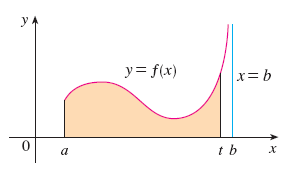 y
y = f(x)
x = b
0
a
t b
x